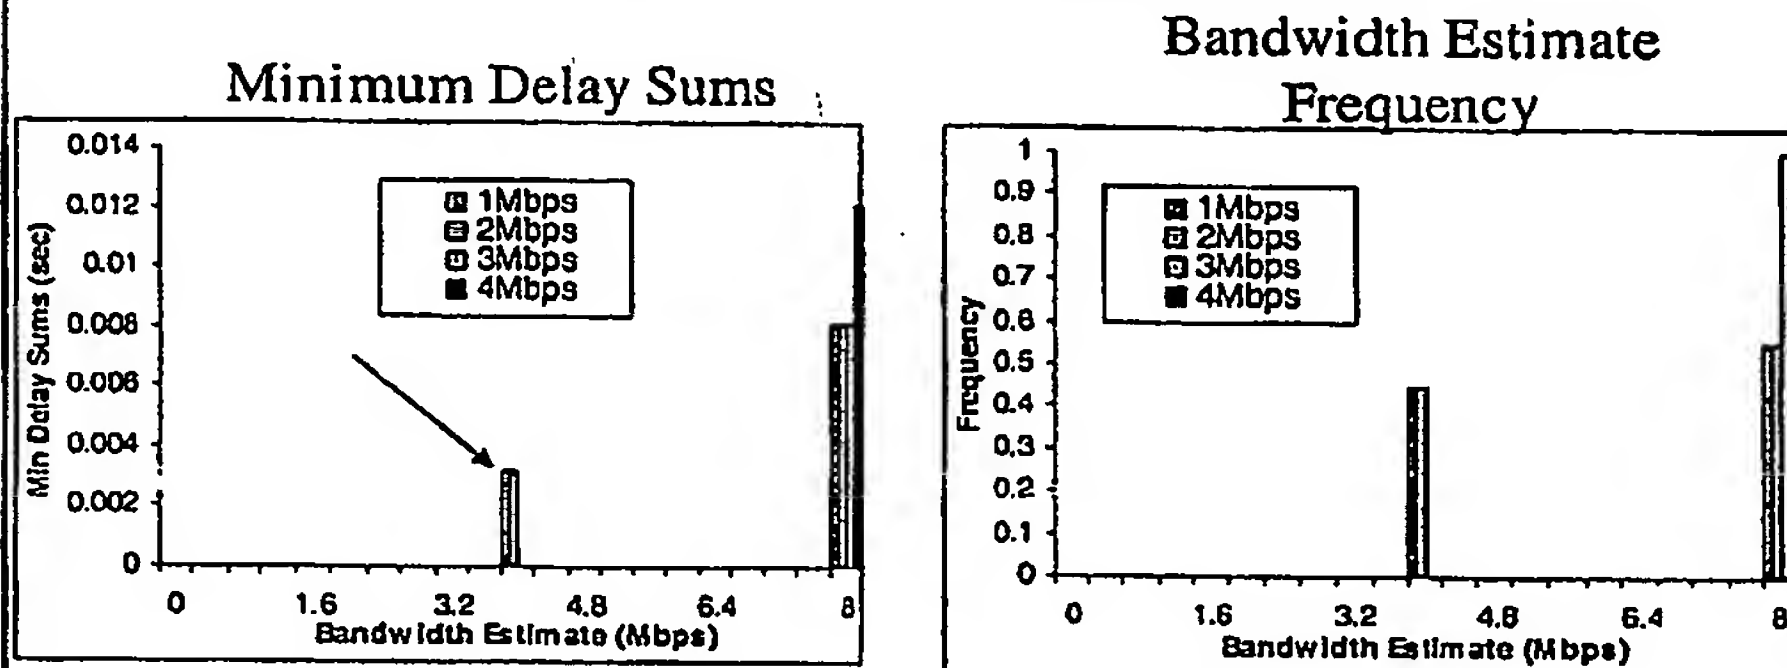 Minimum Delay Sums
0.014
0.012
0.01
0.008
0.006
0.004
0.002
0
Min Delay Sums (sec)
1Mbps
2Mbps
3Mbps
4Mbps
0 1.6 3.2 4.8 6.4 8
Bandwidth Estimate (Mbps)
Bandwidth Estimate
Frequency
1
0.9
0.8
0.7
0.6
0.5
0.4
0.3
0.2
0.1
0
Frequency
1Mbps
2Mbps
3Mbps
4Mbps
0 1.6 3.2 4.8 6.4 8
Bandwidth Estimate (Mbps)